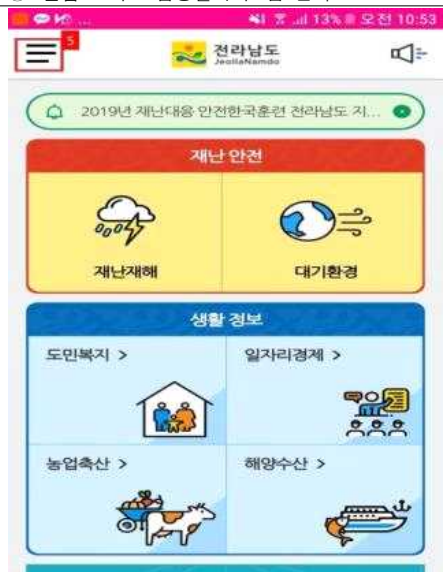 13% 오전 10:53
5
전라남도
JeollaNamdo
2019년 재난대응 안전한국훈련 전라남도 지...
재난 안전
재난재해
대기환경
생활 정보
도민복지 >
일자리경제 >
농업축산 >
해양수산 >